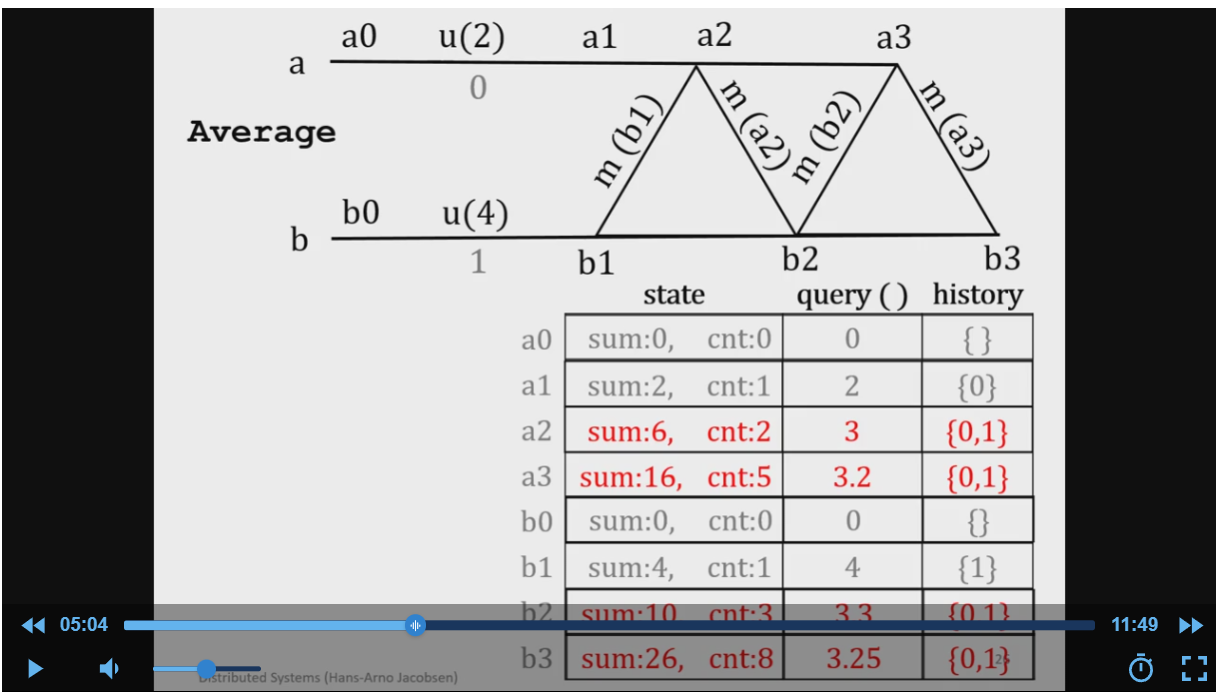 a0 u(2) a1 a2 a3
a
0
m (b1) m (a2) m (b2) m (a3)
Average
b0 u(4)
b
1 b1 b2 b3
state query ( ) history
a0 sum:0, cnt:0 0 { }
a1 sum:2, cnt:1 2 {0}
a2 sum:6, cnt:2 3 {0,1}
a3 sum:16, cnt:5 3.2 {0,1}
b0 sum:0, cnt:0 0 {}
b1 sum:4, cnt:1 4 {1}
b2 sum:10 cnt:3 3.3 {0,1}
05:04 11:49
b3 sum:26, cnt:8 3.25 {0,1}
Distributed Systems (Hans-Arno Jacobsen)